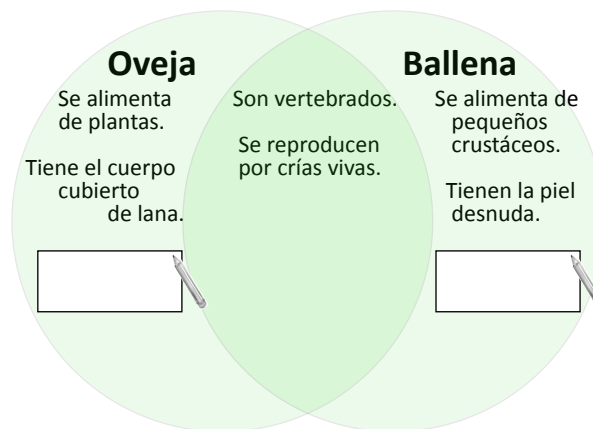 Oveja
Se alimenta
de plantas.
Tiene el cuerpo
cubierto
de lana.
Son vertebrados.
Se reproducen
por crías vivas.
Ballena
Se alimenta de
pequeños
crustáceos.
Tienen la piel
desnuda.